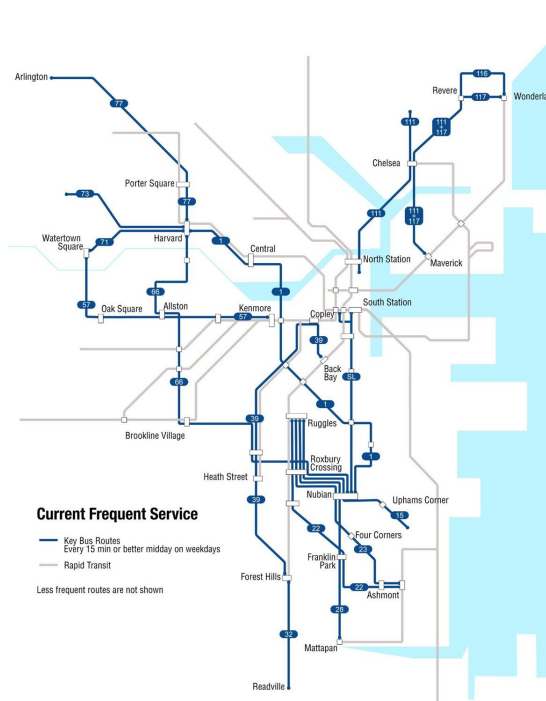 116
Arlington
Revere
117
Wonderla
77
111
111
+
117
Chelsea
Porter Square
73
77
111
111
+
117
Watertown
Square
71
Harvard
1
Central
North Station
Maverick
66
1
South Station
57
Oak Square
Allston
Kenmore
57
Copley
39
Back
Bay
SL
66
1
39
Ruggles
Brookline Village
1
Roxbury
Crossing
Heath Street
Nubian
39
Uphams Corner
15
Current Frequent Service
22
Four Corners
Key Bus Routes
Every 15 min or better midday on weekdays
23
Franklin
Park
Rapid Transit
Forest Hills
22
Ashmont
Less frequent routes are not shown
28
32
Mattapan
Readville